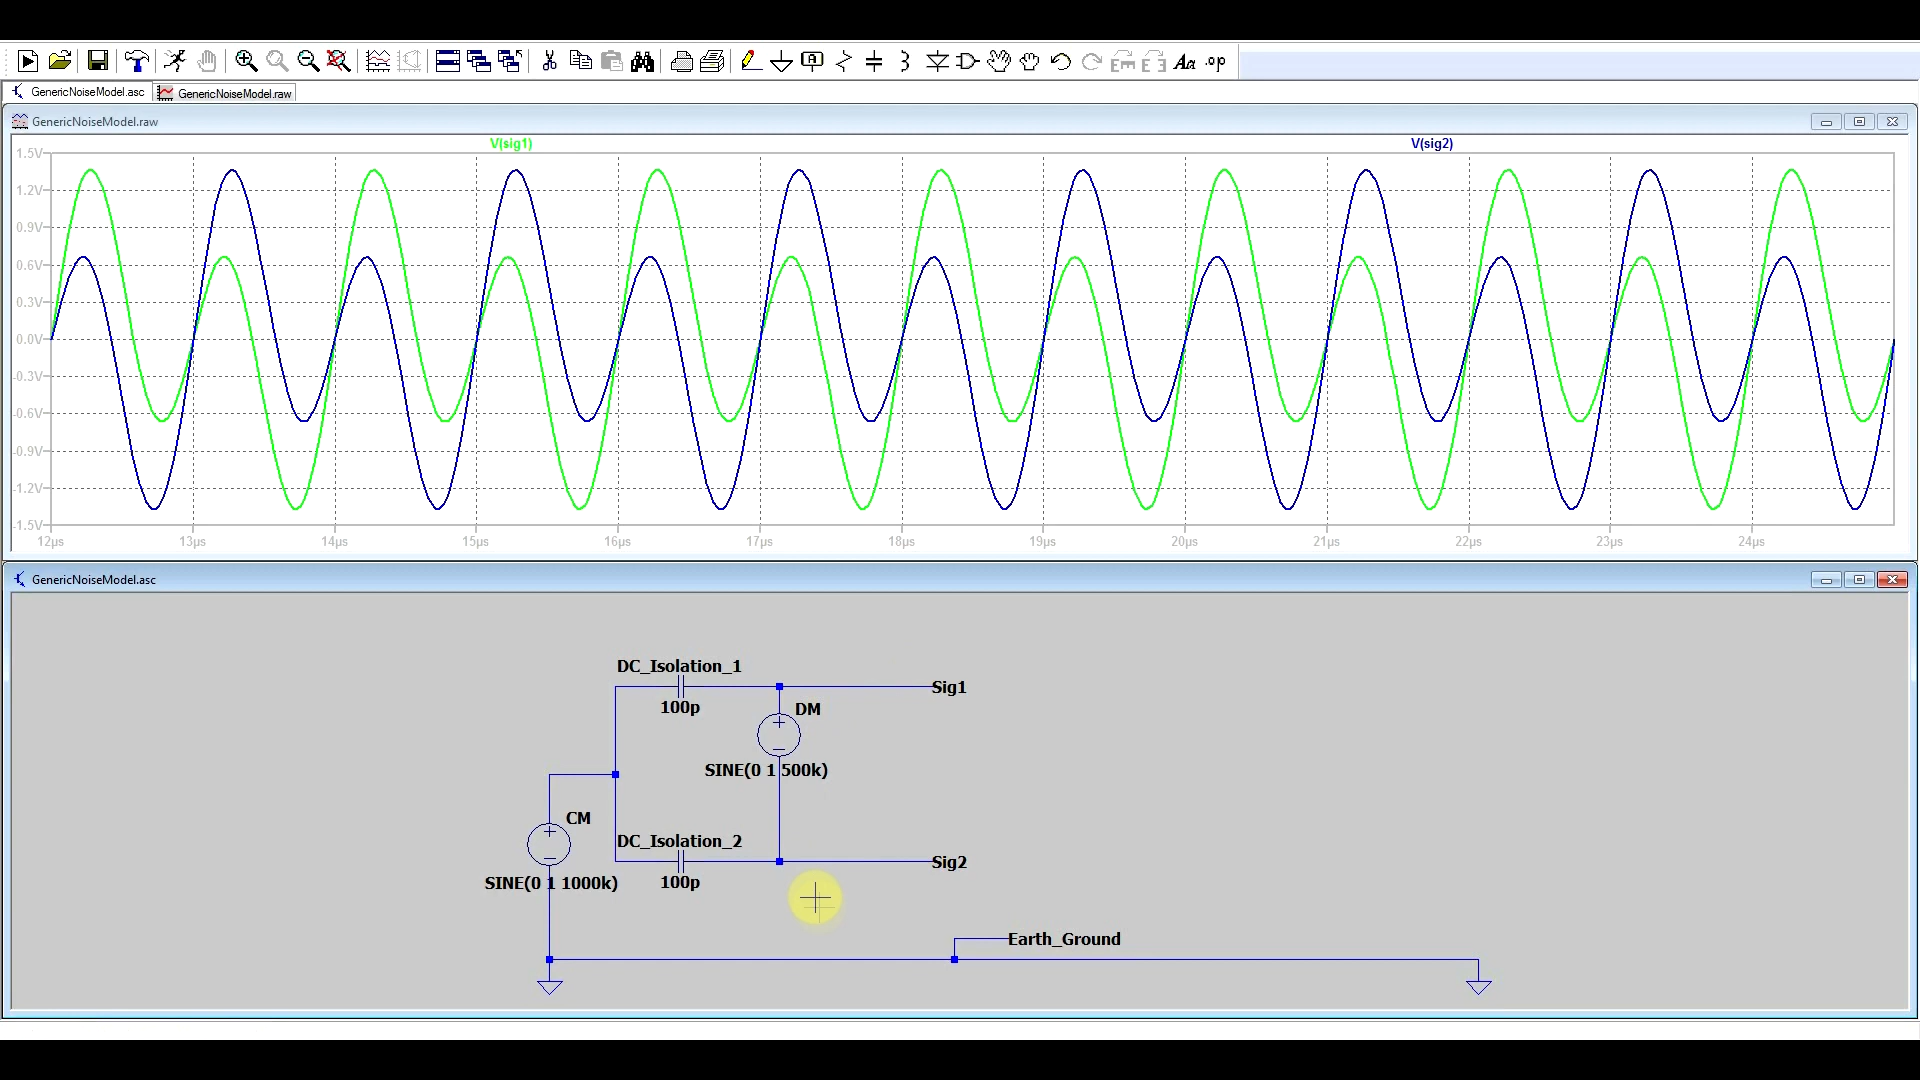 A
Aa .op
GenericNoiseModel.asc GenericNoiseModel.raw
GenericNoiseModel.raw
V(sig1) V(sig2)
1.5V
1.2V
0.9V
0.6V
0.3V
0.0V
-0.3V
-0.6V
-0.9V
-1.2V
-1.5V
12µs 13µs 14µs 15µs 16µs 17µs 18µs 19µs 20µs 21µs 22µs 23µs 24µs
GenericNoiseModel.asc
DC_Isolation_1
Sig1
100p DM
SINE(0 1 500k)
CM
DC_Isolation_2
Sig2
SINE(0 1 1000k) 100p
Earth_Ground